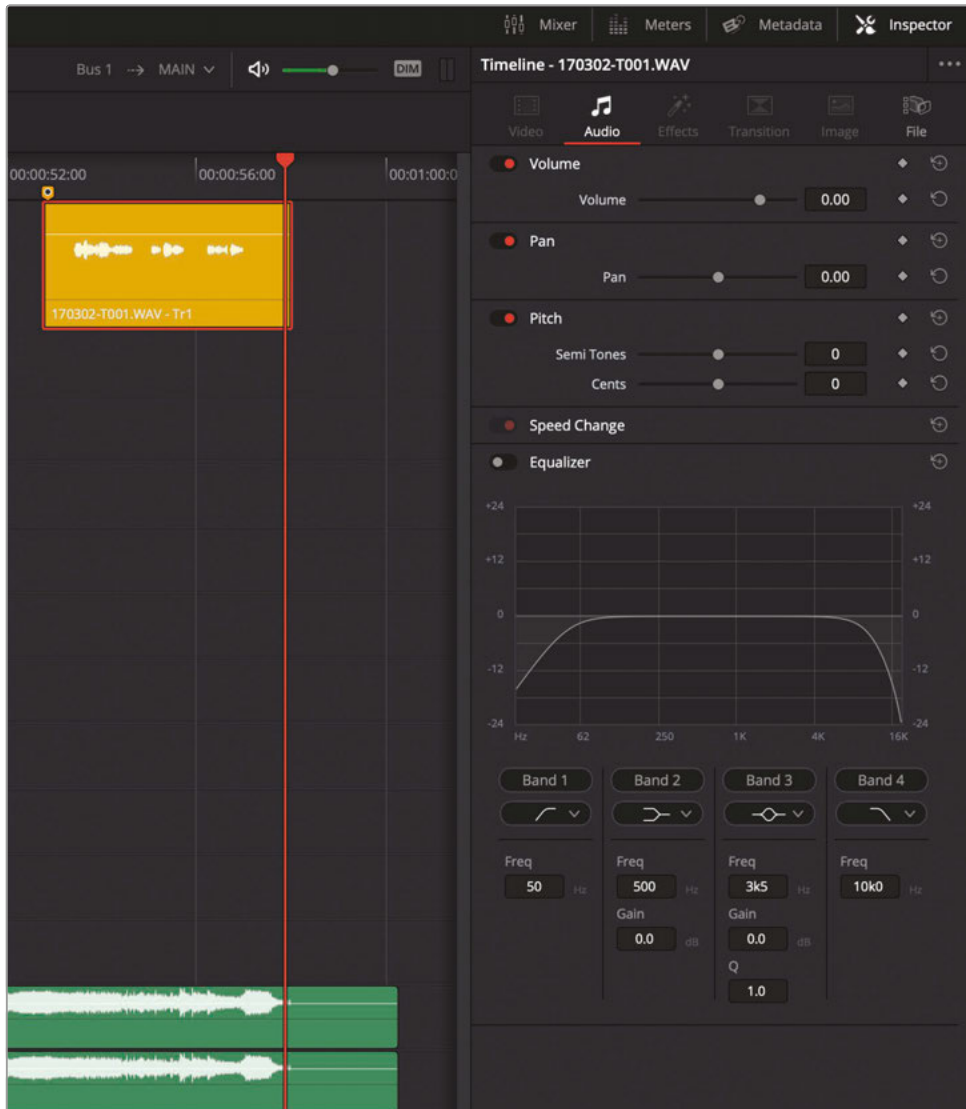 Mixer Meters Metadata Inspector
Bus 1 MAIN DIM
Timeline - 170302-T001.WAV
Video Audio Effects Transition Image File
00:00:52:00 00:00:56:00 00:01:00:0
170302-T001.WAV - Tr1
Volume
Volume 0.00
Pan
Pan 0.00
Pitch
Semi Tones 0
Cents 0
Speed Change
Equalizer
+24 +24
+12 +12
0 0
-12 -12
-24 -24
Hz 62 250 1K 4K 16K
Band 1 Band 2 Band 3 Band 4
Freq Freq Freq Freq
50 Hz 500 Hz 3k5 Hz 10k0 Hz
Gain Gain
0.0 dB 0.0 dB
Q
1.0